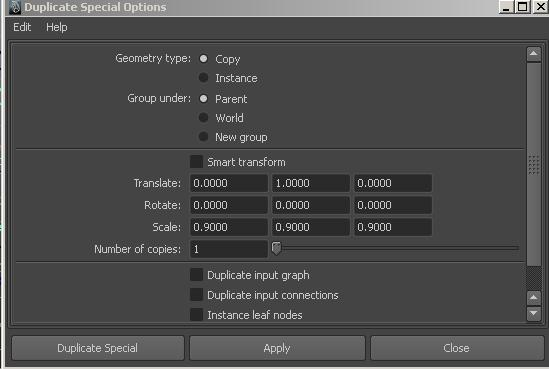 Duplicate Special Options
Edit Help
Geometry type: Copy
Instance
Group under: Parent
World
New group
Smart transform
Translate: 0.0000 1.0000 0.0000
Rotate: 0.0000 0.0000 0.0000
Scale: 0.9000 0.9000 0.9000
Number of copies: 1
Duplicate input graph
Duplicate input connections
Instance leaf nodes
Duplicate Special Apply Close